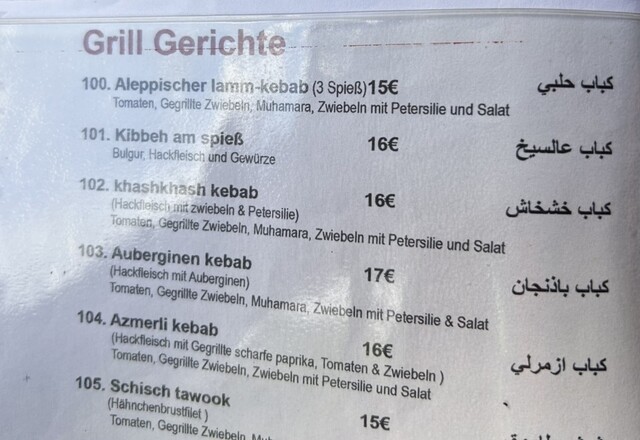 Grill Gerichte
100. Aleppischer lamm-kebab (3 Spieß) 15€ كباب حلبي
Tomaten, Gegrillte Zwiebeln, Muhamara, Zwiebeln mit Petersilie und Salat
101. Kibbeh am spieß 16€ كباب عالسيخ
Bulgur, Hackfleisch und Gewürze
102. khashkhash kebab 16€ كباب خشخاش
(Hackfleisch mit zwiebeln & Petersilie)
Tomaten, Gegrillte Zwiebeln, Muhamara, Zwiebeln mit Petersilie und Salat
103. Auberginen kebab 17€ كباب باذنجان
(Hackfleisch mit Auberginen)
Tomaten, Gegrillte Zwiebeln, Muhamara, Zwiebeln mit Petersilie & Salat
104. Azmerli kebab 16€ كباب ازمرلي
(Hackfleisch mit Gegrillte scharfe paprika, Tomaten & Zwiebeln )
Tomaten, Gegrillte Zwiebeln, Zwiebeln mit Petersilie und Salat
105. Schisch tawook 15€
(Hähnchenbrustfilet )
Tomaten, Gegrillte Zwiebeln, Muhamara, Zwiebeln